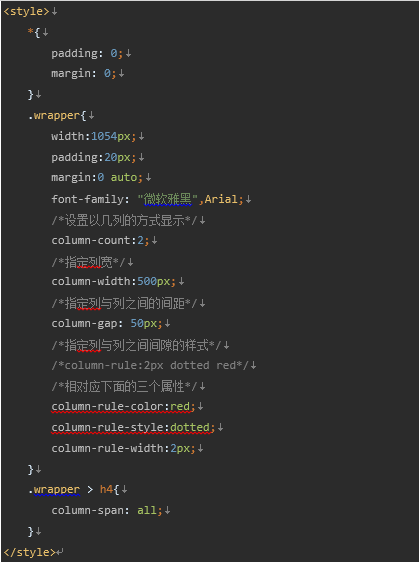 <style>↓
*{
padding: 0;↓
margin: 0;↓
}↓
.wrapper{↓
width:1054px;↓
padding:20px;↓
margin:0 auto;↓
font-family: "微软雅黑",Arial;↓
/*设置以几列的方式显示*/↓
column-count:2;↓
/*指定列宽*/↓
column-width:500px;↓
/*指定列与列之间的间距*/↓
column-gap: 50px;↓
/*指定列与列之间间隙的样式*/↓
/*column-rule:2px dotted red*/↓
/*相对应下面的三个属性*/↓
column-rule-color:red;↓
column-rule-style:dotted;↓
column-rule-width:2px;↓
}↓
.wrapper > h4{↓
column-span: all;↓
}↓
</style>↵